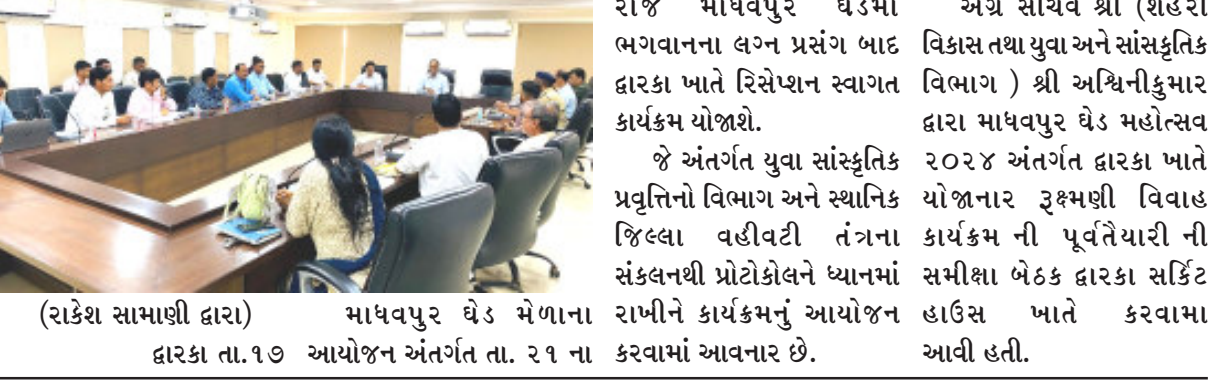 (રાકેશ સામાણી દ્વારા)
દ્વારકા તા.૧૭
માધવપુર ઘેડ મેળાના
આયોજન અંતર્ગત તા. ૨૧ ના
રોજ માધવપુર ઘેડમાં
ભગવાનના લગ્ન પ્રસંગ બાદ
દ્વારકા ખાતે રિસેપ્શન સ્વાગત
કાર્યક્રમ યોજાશે.
જે અંતર્ગત યુવા સાંસ્કૃતિક
પ્રવૃત્તિનો વિભાગ અને સ્થાનિક
જિલ્લા વહીવટી તંત્રના
સંકલનથી પ્રોટોકોલને ધ્યાનમાં
રાખીને કાર્યક્રમનું આયોજન
કરવામાં આવનાર છે.
અગ્ર સચિવ શ્રી (શહેરી
વિકાસ તથા યુવા અને સાંસકૃતિક
વિભાગ ) શ્રી અશ્વિનીકુમાર
દ્વારા માધવપુર ઘેડ મહોત્સવ
૨૦૨૪ અંતર્ગત દ્વારકા ખાતે
યોજાનાર રૂક્ષ્મણી વિવાહ
કાર્યક્રમ ની પૂર્વતૈયારી ની
સમીક્ષા બેઠક દ્વારકા સર્કિટ
હાઉસ ખાતે કરવામા
આવી હતી.